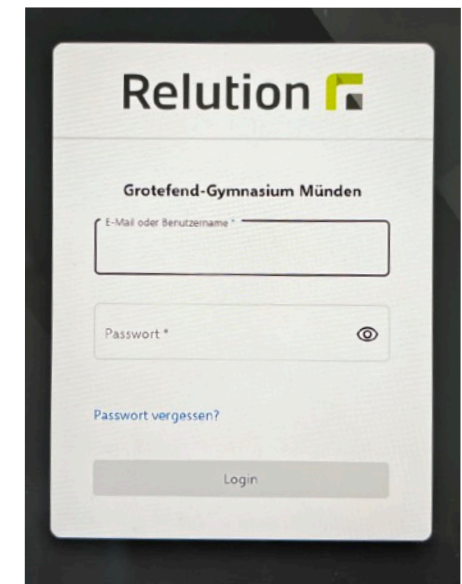 Relution
Grotefend-Gymnasium Münden
E-Mail oder Benutzername *
Passwort *
Passwort vergessen?
Login